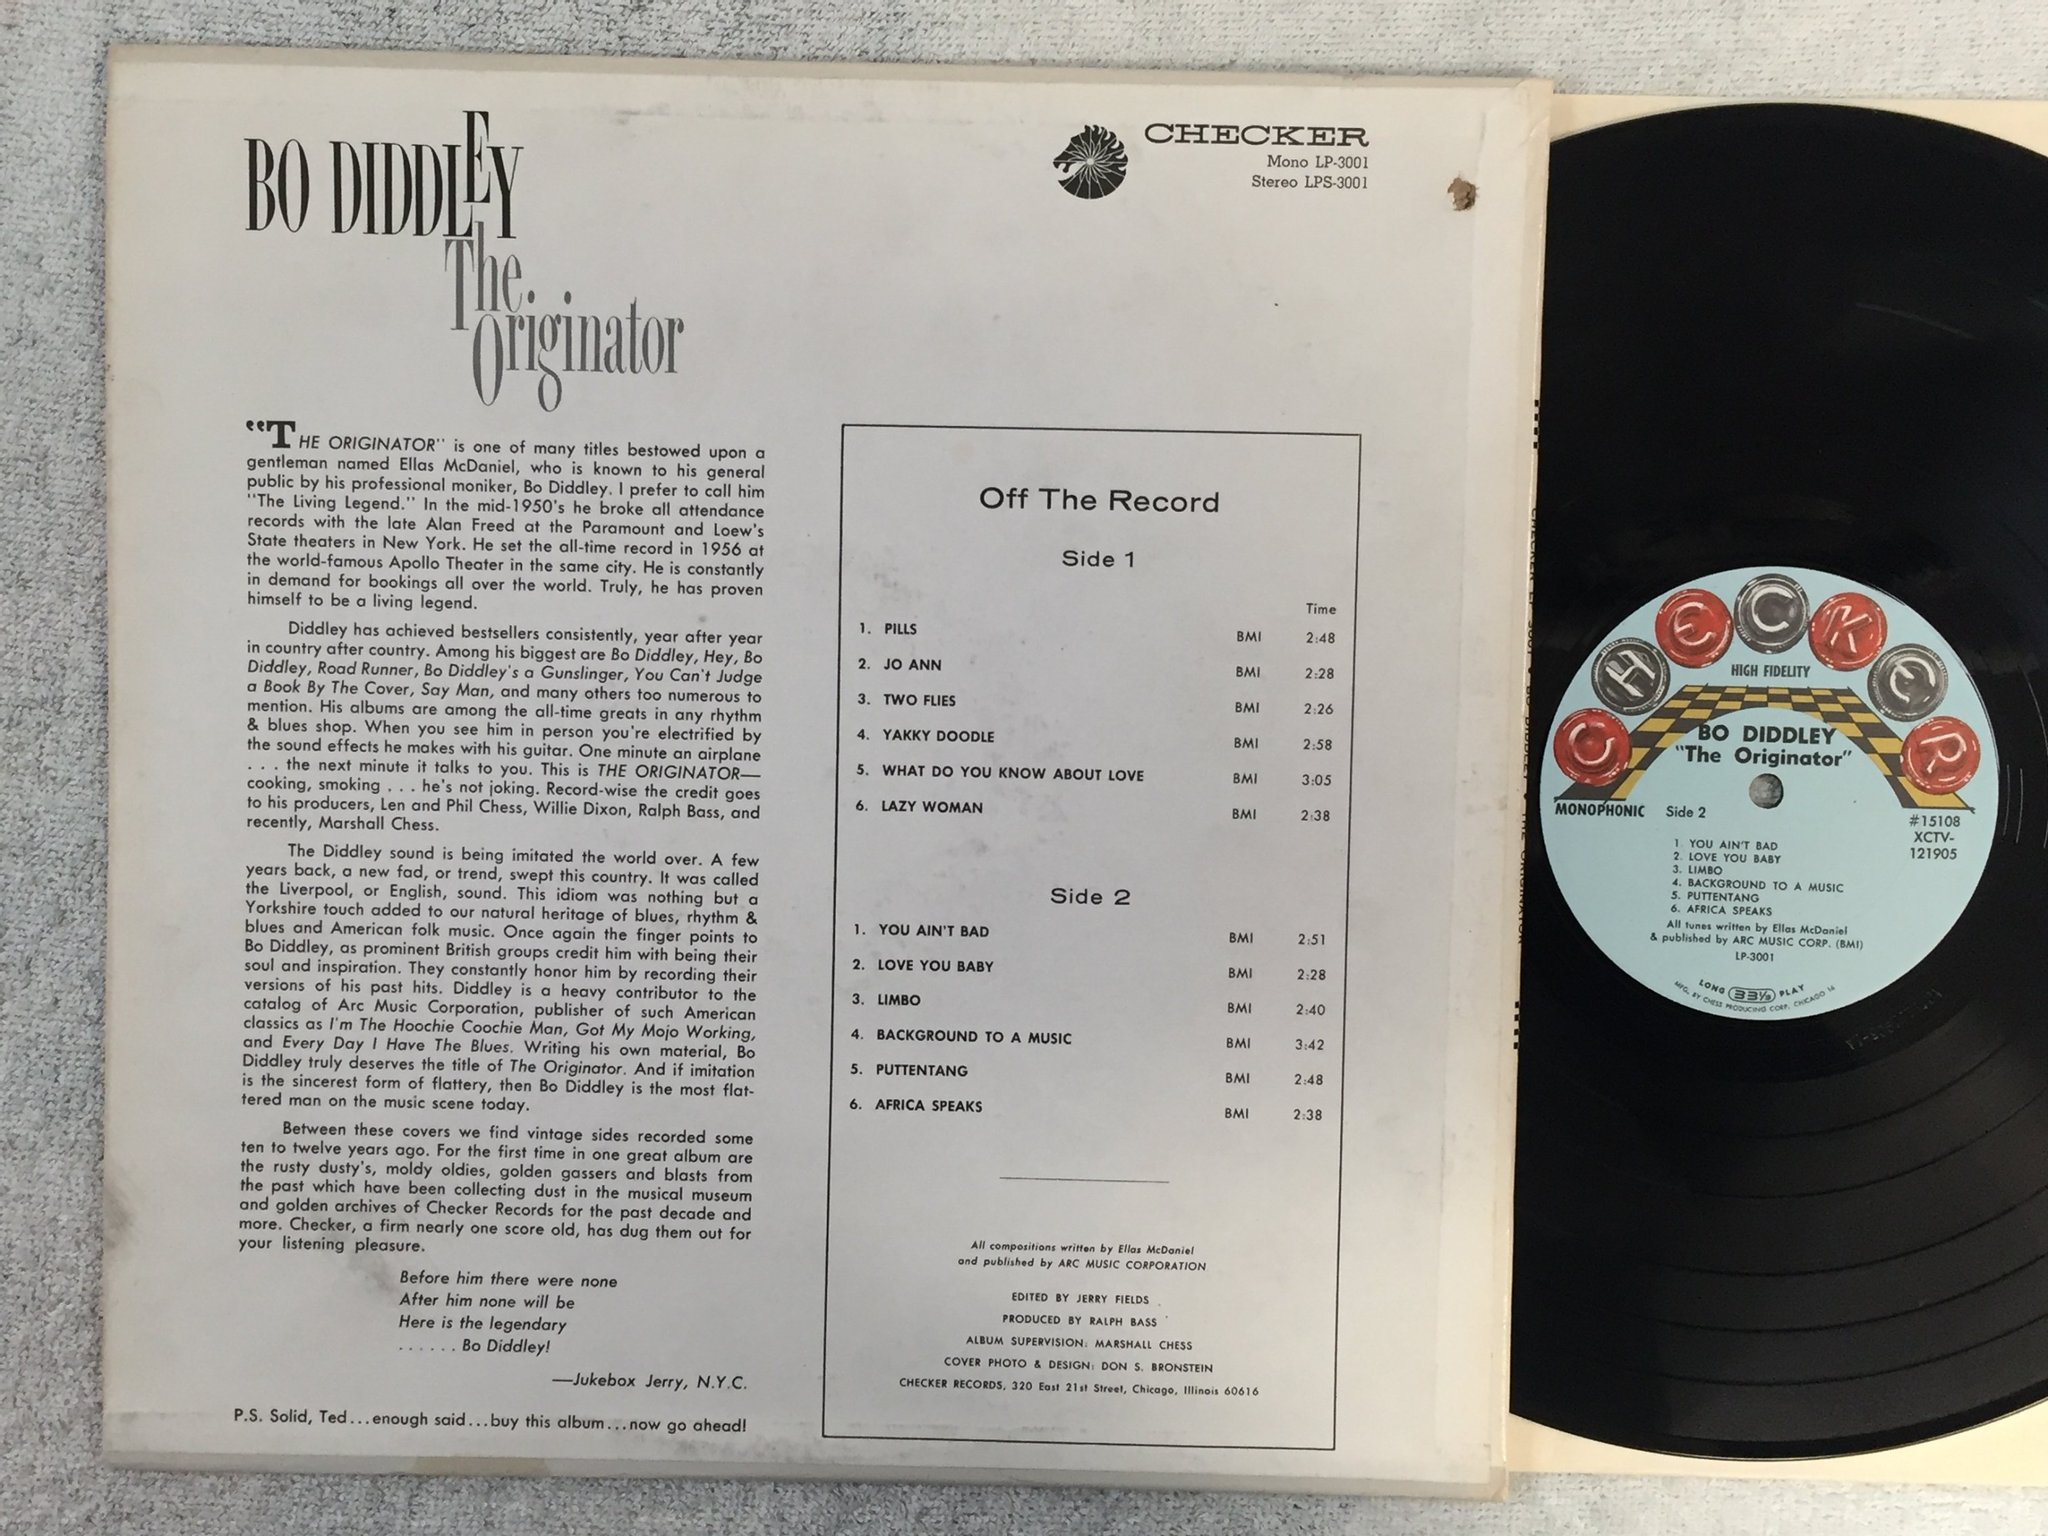 BO DIDDLEY
The
Originator
CHECKER
Mono LP-3001
Stereo LPS-3001
"THE ORIGINATOR" is one of many titles bestowed upon a
gentleman named Ellas McDaniel, who is known to his general
public by his professional moniker, Bo Diddley. I prefer to call him
"The Living Legend." In the mid-1950's he broke all attendance
records with the late Alan Freed at the Paramount and Loew's
State theaters in New York. He set the all-time record in 1956 at
the world-famous Apollo Theater in the same city. He is constantly
in demand for bookings all over the world. Truly, he has proven
himself to be a living legend.
Diddley has achieved bestsellers consistently, year after year
in country after country. Among his biggest are Bo Diddley, Hey, Bo
Diddley, Road Runner, Bo Diddley's a Gunslinger, You Can't Judge
a Book By The Cover, Say Man, and many others too numerous to
mention. His albums are among the all-time greats in any rhythm
& blues shop. When you see him in person you're electrified by
the sound effects he makes with his guitar. One minute an airplane
. . . the next minute it talks to you. This is THE ORIGINATOR—
cooking, smoking . . . he's not joking. Record-wise the credit goes
to his producers, Len and Phil Chess, Willie Dixon, Ralph Bass, and
recently, Marshall Chess.
The Diddley sound is being imitated the world over. A few
years back, a new fad, or trend, swept this country. It was called
the Liverpool, or English, sound. This idiom was nothing but a
Yorkshire touch added to our natural heritage of blues, rhythm &
blues and American folk music. Once again the finger points to
Bo Diddley, as prominent British groups credit him with being their
soul and inspiration. They constantly honor him by recording their
versions of his past hits. Diddley is a heavy contributor to the
catalog of Arc Music Corporation, publisher of such American
classics as I'm The Hoochie Coochie Man, Got My Mojo Working,
and Every Day I Have The Blues. Writing his own material, Bo
Diddley truly deserves the title of The Originator. And if imitation
is the sincerest form of flattery, then Bo Diddley is the most flat-
tered man on the music scene today.
Between these covers we find vintage sides recorded some
ten to twelve years ago. For the first time in one great album are
the rusty dusty's, moldy oldies, golden gassers and blasts from
the past which have been collecting dust in the musical museum
and golden archives of Checker Records for the past decade and
more. Checker, a firm nearly one score old, has dug them out for
your listening pleasure.
Before him there were none
After him none will be
Here is the legendary
. . . . . . Bo Diddley!
—Jukebox Jerry, N.Y.C.
P.S. Solid, Ted...enough said...buy this album...now go ahead!
Off The Record
Side 1
Time
1. PILLS BMI 2:48
2. JO ANN BMI 2:28
3. TWO FLIES BMI 2:26
4. YAKKY DOODLE BMI 2:58
5. WHAT DO YOU KNOW ABOUT LOVE BMI 3:05
6. LAZY WOMAN BMI 2:38
Side 2
1. YOU AIN'T BAD BMI 2:51
2. LOVE YOU BABY BMI 2:28
3. LIMBO BMI 2:40
4. BACKGROUND TO A MUSIC BMI 3:42
5. PUTTENTANG BMI 2:48
6. AFRICA SPEAKS BMI 2:38
All compositions written by Ellas McDaniel
and published by ARC MUSIC CORPORATION
EDITED BY JERRY FIELDS
PRODUCED BY RALPH BASS
ALBUM SUPERVISION: MARSHALL CHESS
COVER PHOTO & DESIGN: DON S. BRONSTEIN
CHECKER RECORDS, 320 East 21st Street, Chicago, Illinois 60616
CHECKER
HIGH FIDELITY
BO DIDDLEY
"The Originator"
MONOPHONIC Side 2
#15108
XCTV-
121905
1. YOU AIN'T BAD
2. LOVE YOU BABY
3. LIMBO
4. BACKGROUND TO A MUSIC
5. PUTTENTANG
6. AFRICA SPEAKS
All tunes written by Ellas McDaniel
& published by ARC MUSIC CORP. (BMI)
LP-3001
LONG 33⅓ PLAY
MFG. BY CHESS PRODUCING CORP. CHICAGO 16